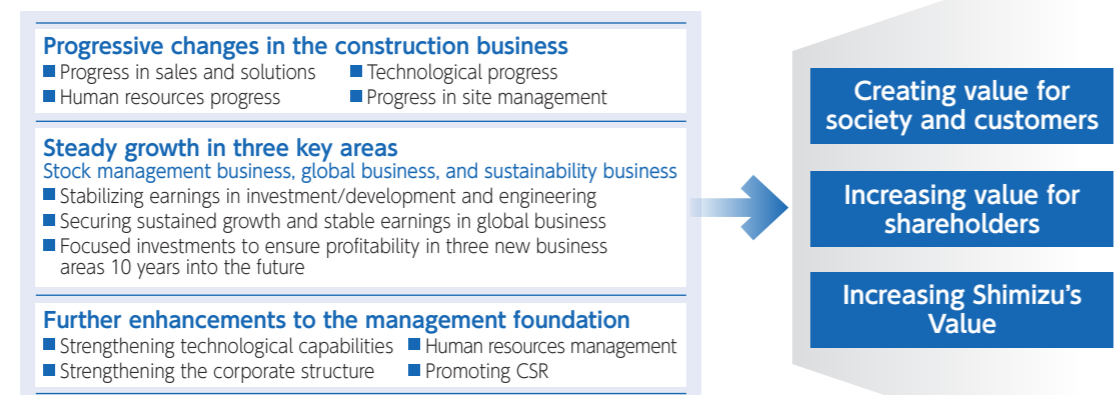 Progressive changes in the construction business
Progress in sales and solutions Technological progress
Human resources progress Progress in site management
Steady growth in three key areas
Stock management business, global business, and sustainability business
Stabilizing earnings in investment/development and engineering
Securing sustained growth and stable earnings in global business
Focused investments to ensure profitability in three new business
areas 10 years into the future
Further enhancements to the management foundation
Strengthening technological capabilities Human resources management
Strengthening the corporate structure Promoting CSR
Creating value for
society and customers
Increasing value for
shareholders
Increasing Shimizu's
Value